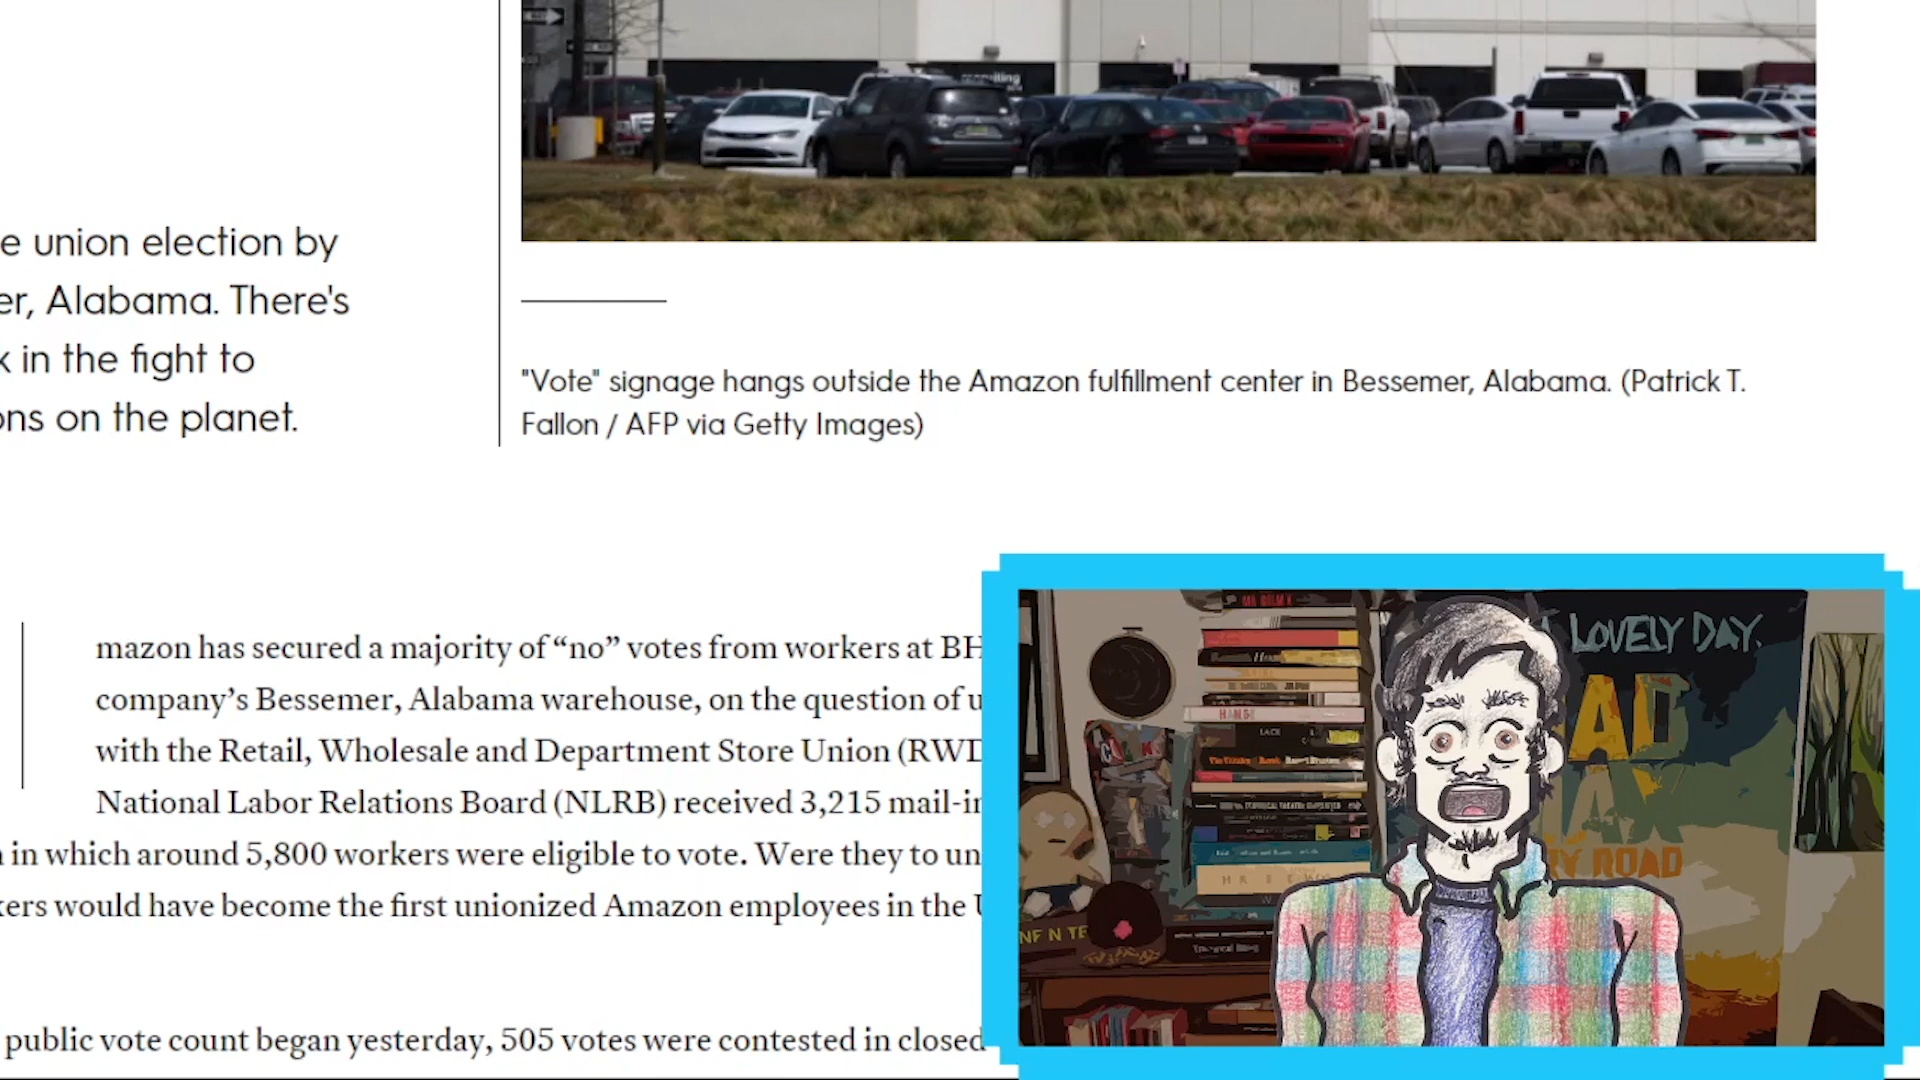 recruiting
e union election by
er, Alabama. There's
k in the fight to
ons on the planet.
"Vote" signage hangs outside the Amazon fulfillment center in Bessemer, Alabama. (Patrick T.
Fallon / AFP via Getty Images)
mazon has secured a majority of “no” votes from workers at BH
company’s Bessemer, Alabama warehouse, on the question of u
with the Retail, Wholesale and Department Store Union (RWD
National Labor Relations Board (NLRB) received 3,215 mail-in
n in which around 5,800 workers were eligible to vote. Were they to un
kers would have become the first unionized Amazon employees in the U
public vote count began yesterday, 505 votes were contested in closed
LOVELY DAY.
ROAD